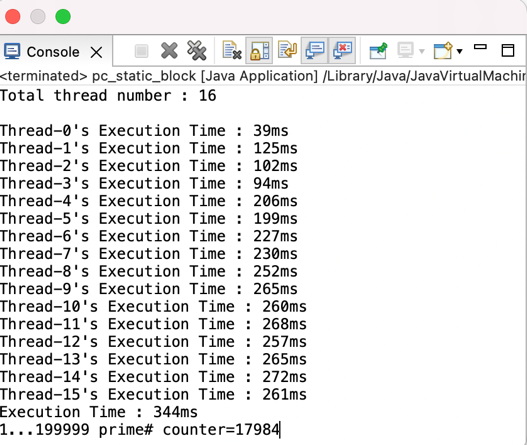 Console
<terminated> pc_static_block [Java Application] /Library/Java/JavaVirtualMachin
Total thread number : 16
Thread-0's Execution Time : 39ms
Thread-1's Execution Time : 125ms
Thread-2's Execution Time : 102ms
Thread-3's Execution Time : 94ms
Thread-4's Execution Time : 206ms
Thread-5's Execution Time : 199ms
Thread-6's Execution Time : 227ms
Thread-7's Execution Time : 230ms
Thread-8's Execution Time : 252ms
Thread-9's Execution Time : 265ms
Thread-10's Execution Time : 260ms
Thread-11's Execution Time : 268ms
Thread-12's Execution Time : 257ms
Thread-13's Execution Time : 265ms
Thread-14's Execution Time : 272ms
Thread-15's Execution Time : 261ms
Execution Time : 344ms
1...199999 prime# counter=17984